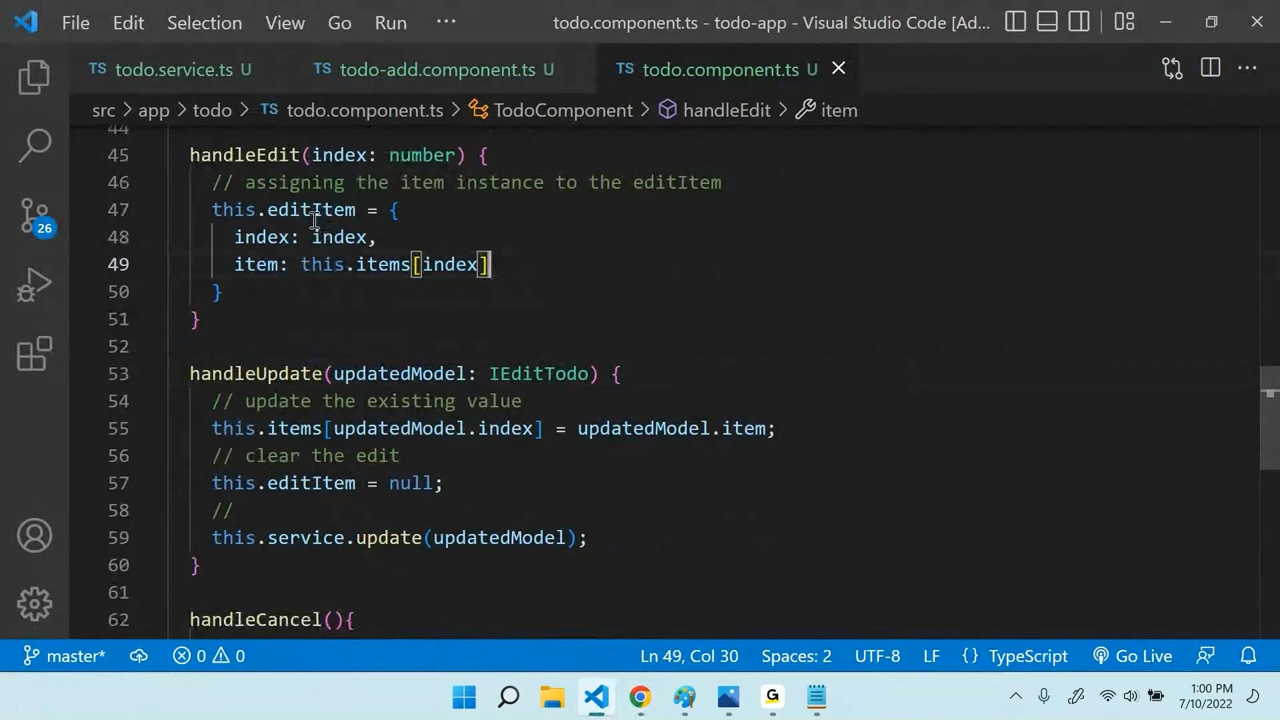 File Edit Selection View Go Run ··· todo.component.ts - todo-app - Visual Studio Code [Ad...
TS todo.service.ts U TS todo-add.component.ts U TS todo.component.ts U
src > app > todo > TS todo.component.ts > TodoComponent > handleEdit > item
44
45 handleEdit(index: number) {
46 // assigning the item instance to the editItem
47 this.editItem = {
48 index: index,
49 item: this.items[index]
50 }
51 }
52
53 handleUpdate(updatedModel: IEditTodo) {
54 // update the existing value
55 this.items[updatedModel.index] = updatedModel.item;
56 // clear the edit
57 this.editItem = null;
58 //
59 this.service.update(updatedModel);
60 }
61
62 handleCancel(){
26
master* 0 0 Ln 49, Col 30 Spaces: 2 UTF-8 LF {} TypeScript Go Live
G 1:00 PM
7/10/2022